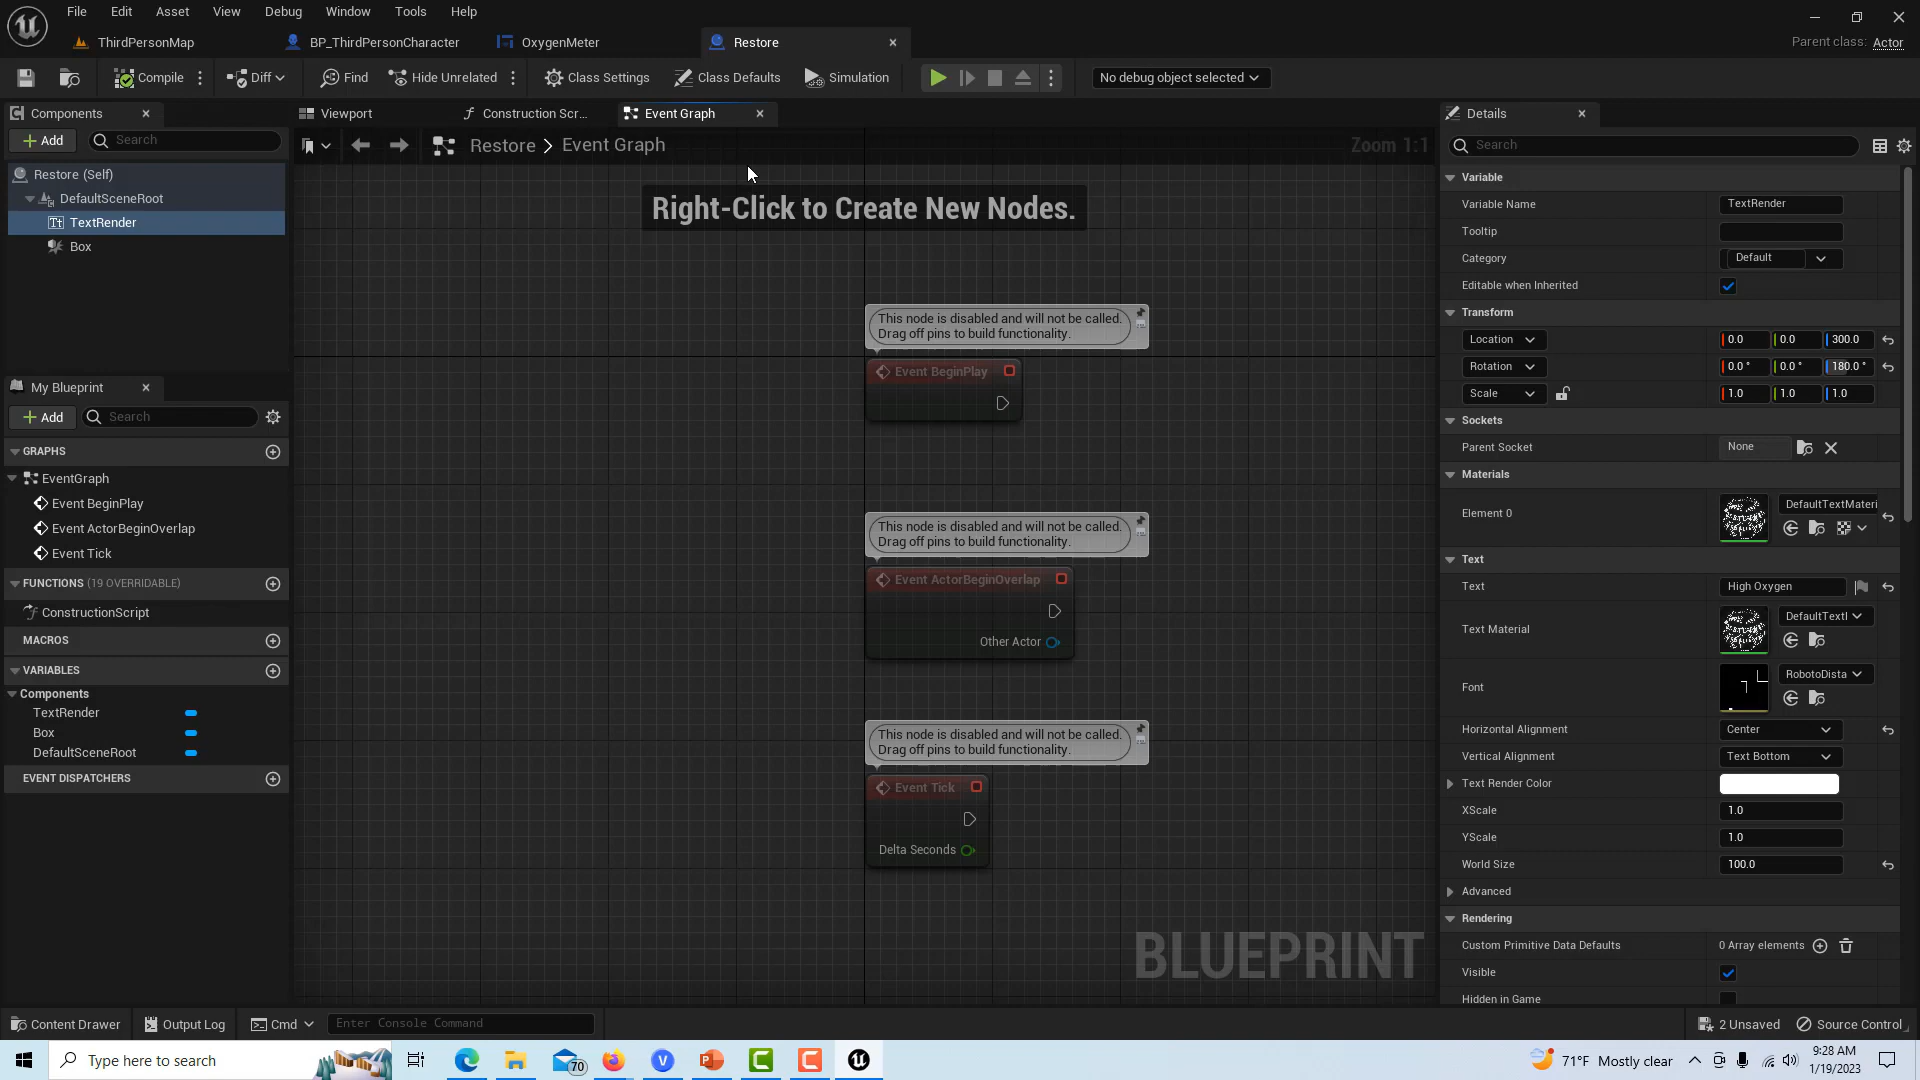 File Edit Asset View Debug Window Tools Help
ThirdPersonMap BP_ThirdPersonCharacter OxygenMeter Restore
Parent class: Actor
Compile Diff Find Hide Unrelated Class Settings Class Defaults Simulation No debug object selected
Components
Add Search
Restore (Self)
DefaultSceneRoot
TextRender
Box
My Blueprint
Add Search
GRAPHS
EventGraph
Event BeginPlay
Event ActorBeginOverlap
Event Tick
FUNCTIONS (19 OVERRIDABLE)
ConstructionScript
MACROS
VARIABLES
Components
TextRender
Box
DefaultSceneRoot
EVENT DISPATCHERS
Viewport Construction Scr... Event Graph
Restore > Event Graph
Zoom 1:1
Right-Click to Create New Nodes.
This node is disabled and will not be called.
Drag off pins to build functionality.
Event BeginPlay
This node is disabled and will not be called.
Drag off pins to build functionality.
Event ActorBeginOverlap
Other Actor
This node is disabled and will not be called.
Drag off pins to build functionality.
Event Tick
Delta Seconds
BLUEPRINT
Details
Search
Variable
Variable Name TextRender
Tooltip
Category Default
Editable when Inherited
Transform
Location 0.0 0.0 300.0
Rotation 0.0 ° 0.0 ° 180.0 °
Scale 1.0 1.0 1.0
Sockets
Parent Socket None
Materials
Element 0 DefaultTextMateri
Text
Text High Oxygen
Text Material DefaultTextI
Font RobotoDista
Horizontal Alignment Center
Vertical Alignment Text Bottom
Text Render Color
XScale 1.0
YScale 1.0
World Size 100.0
Advanced
Rendering
Custom Primitive Data Defaults 0 Array elements
Visible
Hidden in Game
Content Drawer Output Log Cmd Enter Console Command 2 Unsaved Source Control
Type here to search 70 V P 71°F Mostly clear 9:28 AM
1/19/2023